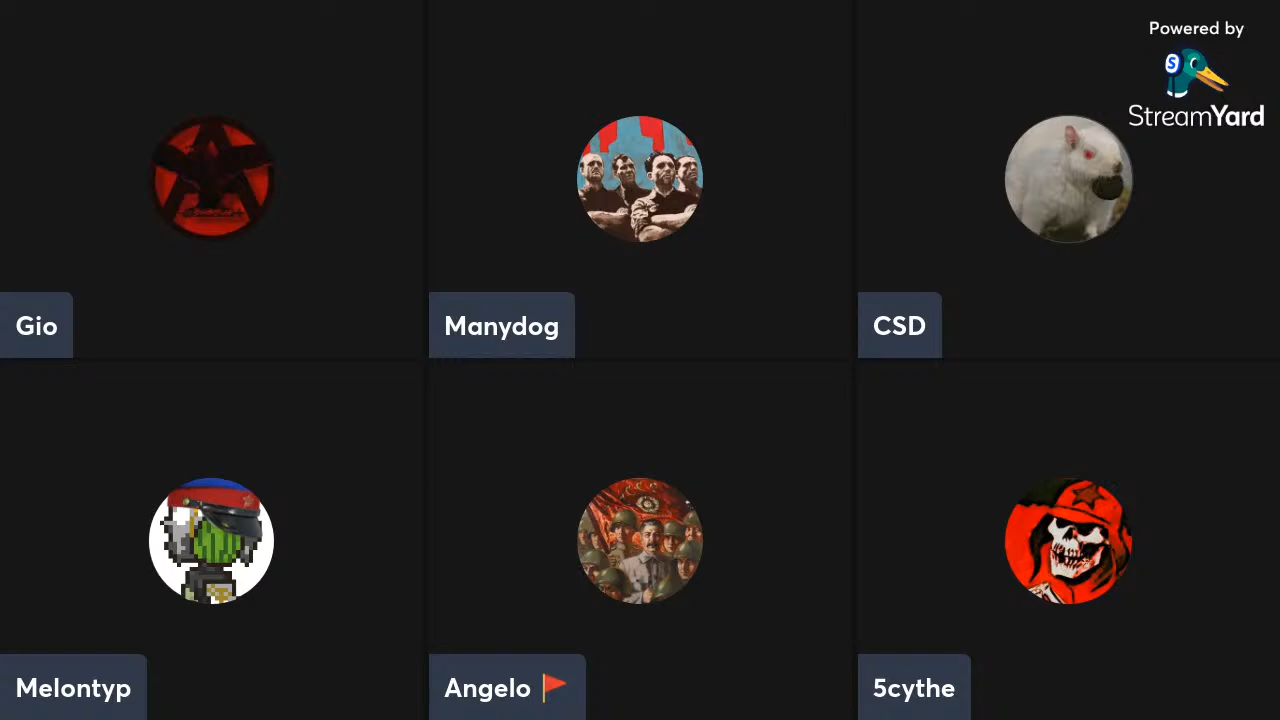 Powered by
S
StreamYard
Gio
Manydog
CSD
Melontyp
Angelo
5cythe